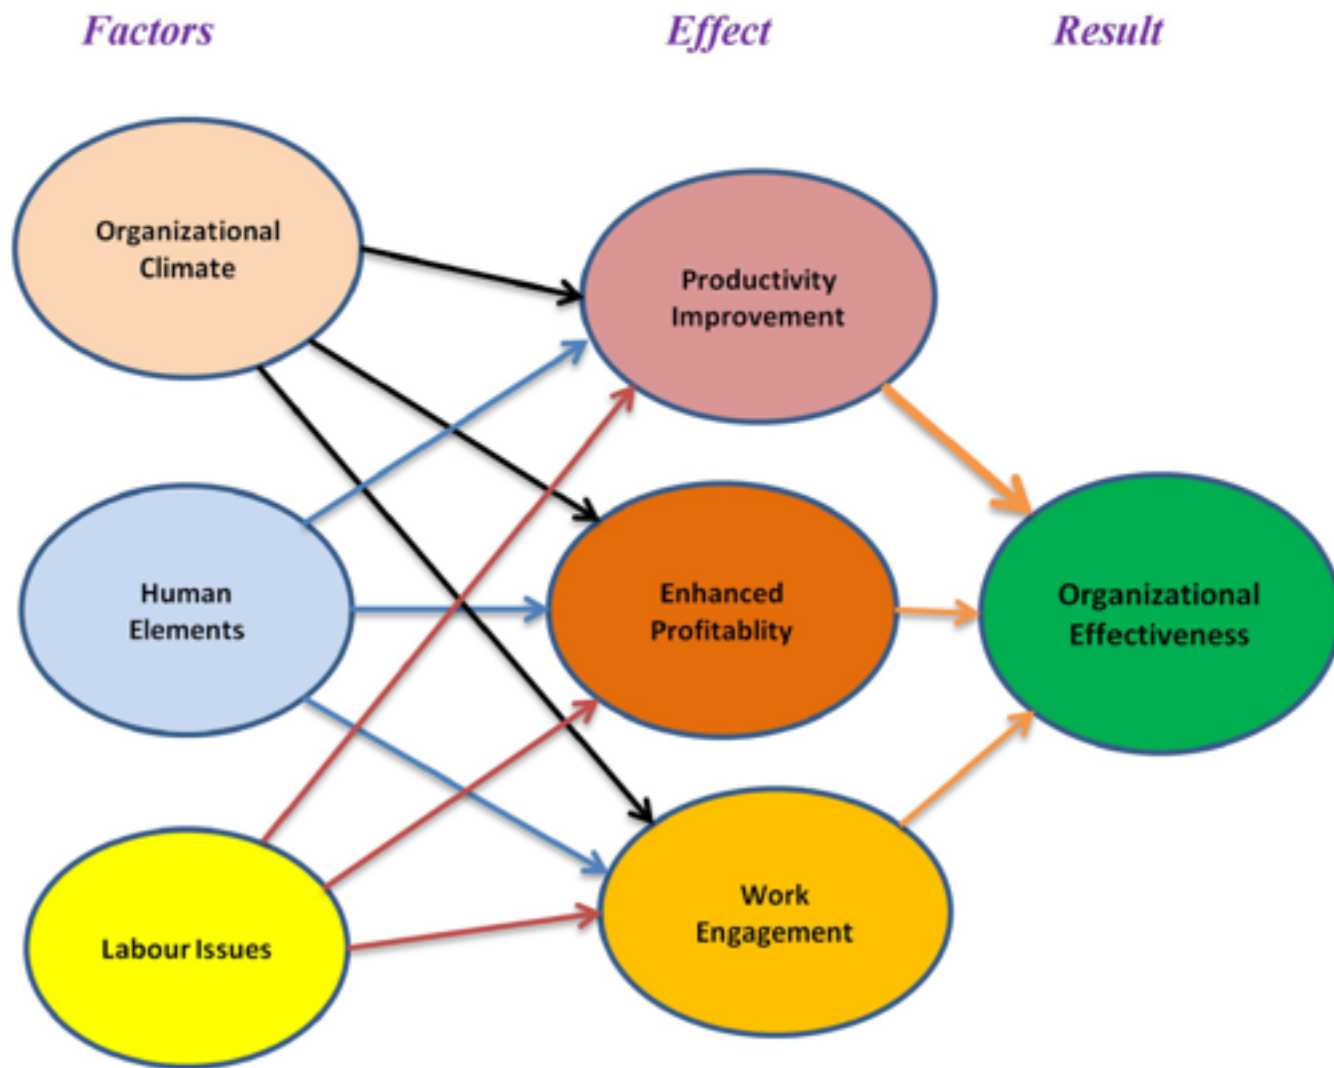 Factors
Effect
Result
Organizational
Climate
Productivity
Improvement
Human
Elements
Enhanced
Profitablity
Organizational
Effectiveness
Labour Issues
Work
Engagement